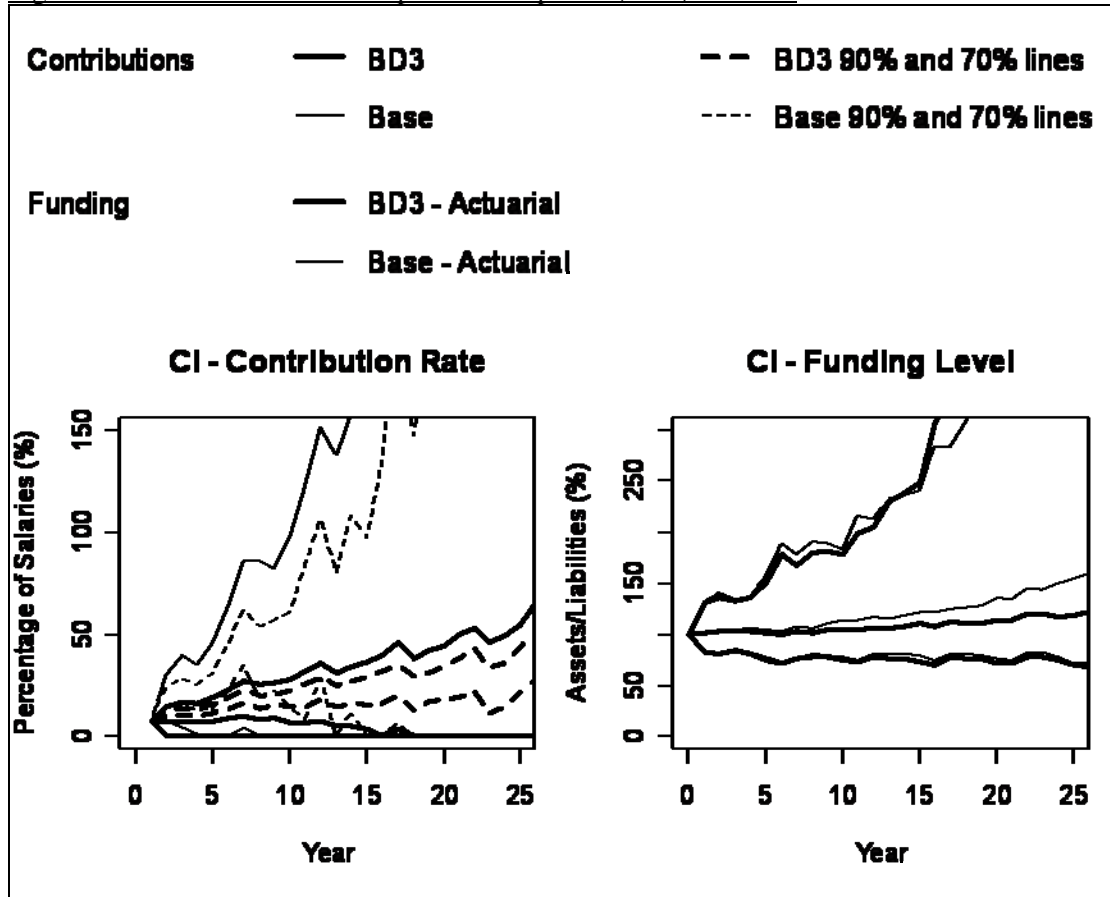 Contributions BD3 BD3 90% and 70% lines
Base Base 90% and 70% lines
Funding BD3 - Actuarial
Base - Actuarial
CI - Contribution Rate
Percentage of Salaries (%)
150
100
50
0
0 5 10 15 20 25
Year
CI - Funding Level
Assets/Liabilities (%)
250
150
50
0
0 5 10 15 20 25
Year